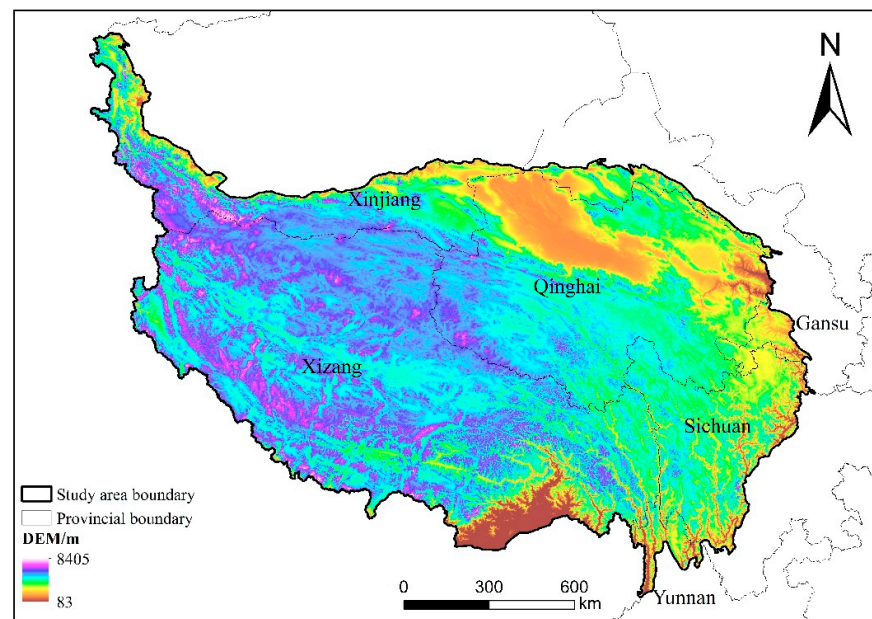 N
Xinjiang
Qinghai
Gansu
Xizang
Sichuan
Study area boundary
Provincial boundary
DEM/m
8405
83
0 300 600
km
Yunnan